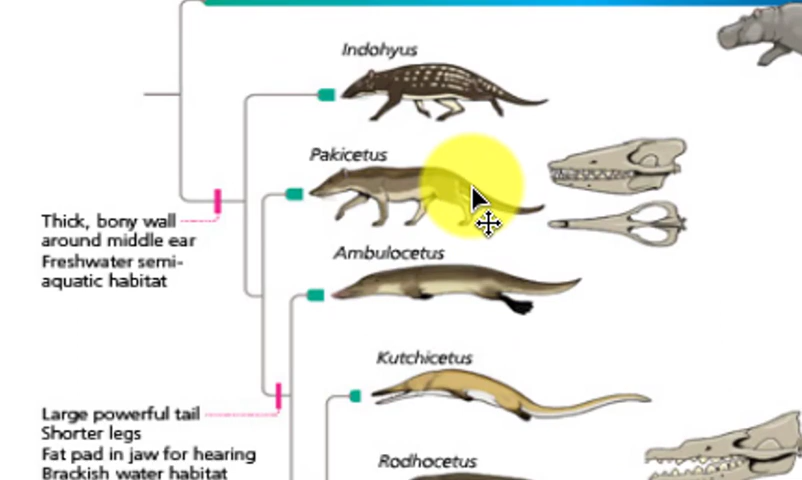 Indohyus
Pakicetus
Thick, bony wall
around middle ear
Freshwater semi-
aquatic habitat
Ambulocetus
Kutchicetus
Large powerful tail
Shorter legs
Fat pad in jaw for hearing
Brackish water habitat
Rodhocetus